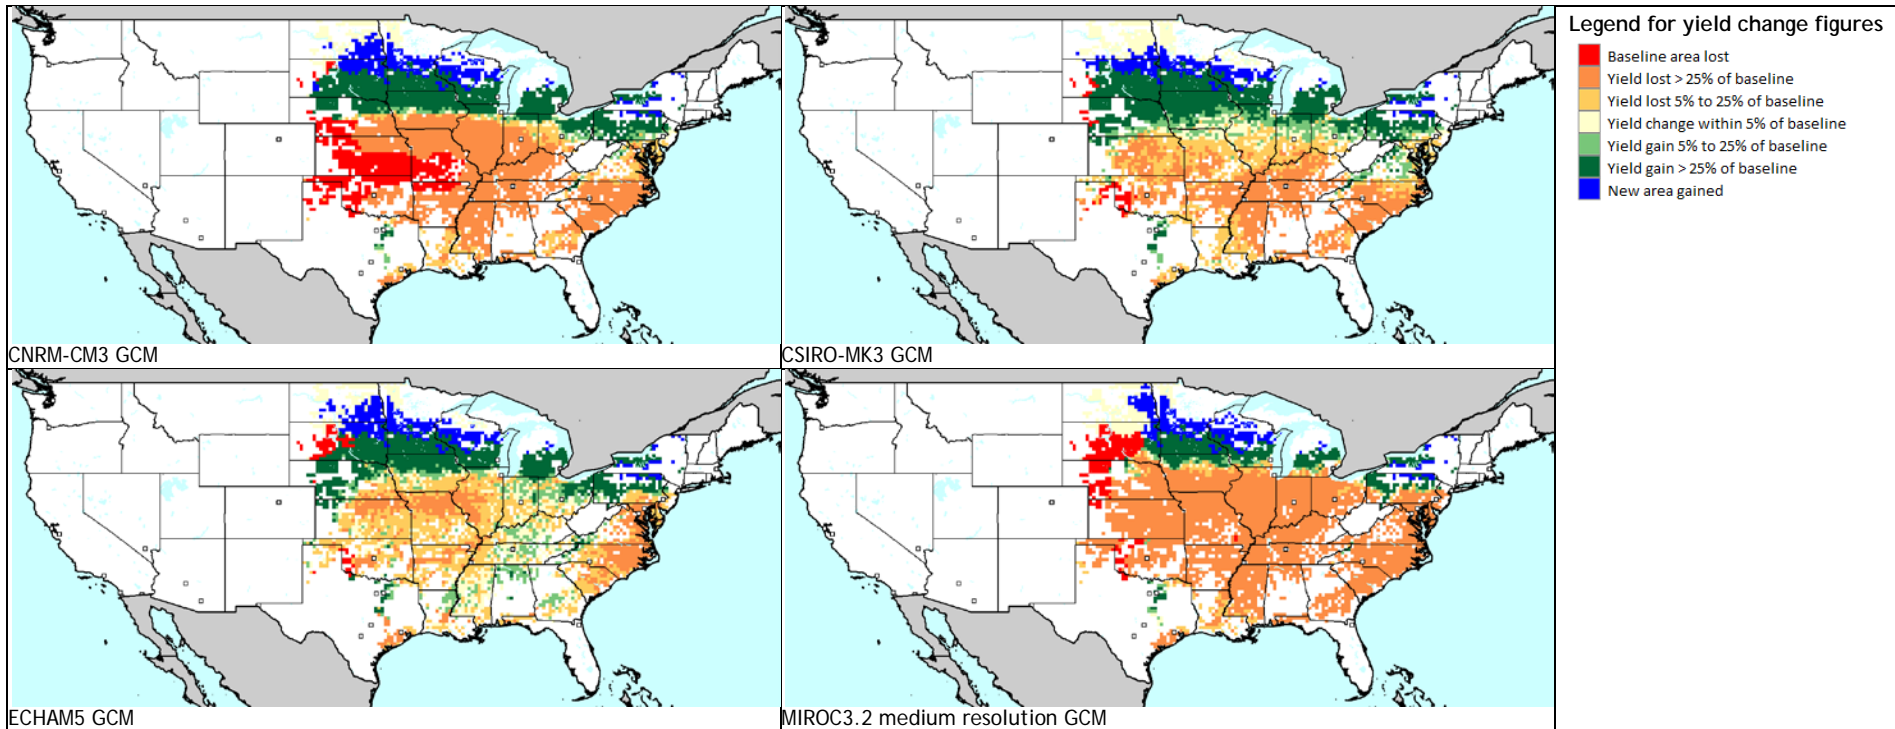 Legend for yield change figures
Baseline area lost
Yield lost > 25% of baseline
Yield lost 5% to 25% of baseline
Yield change within 5% of baseline
Yield gain 5% to 25% of baseline
Yield gain > 25% of baseline
New area gained
CNRM-CM3 GCM
CSIRO-MK3 GCM
ECHAM5 GCM
MIROC3.2 medium resolution GCM